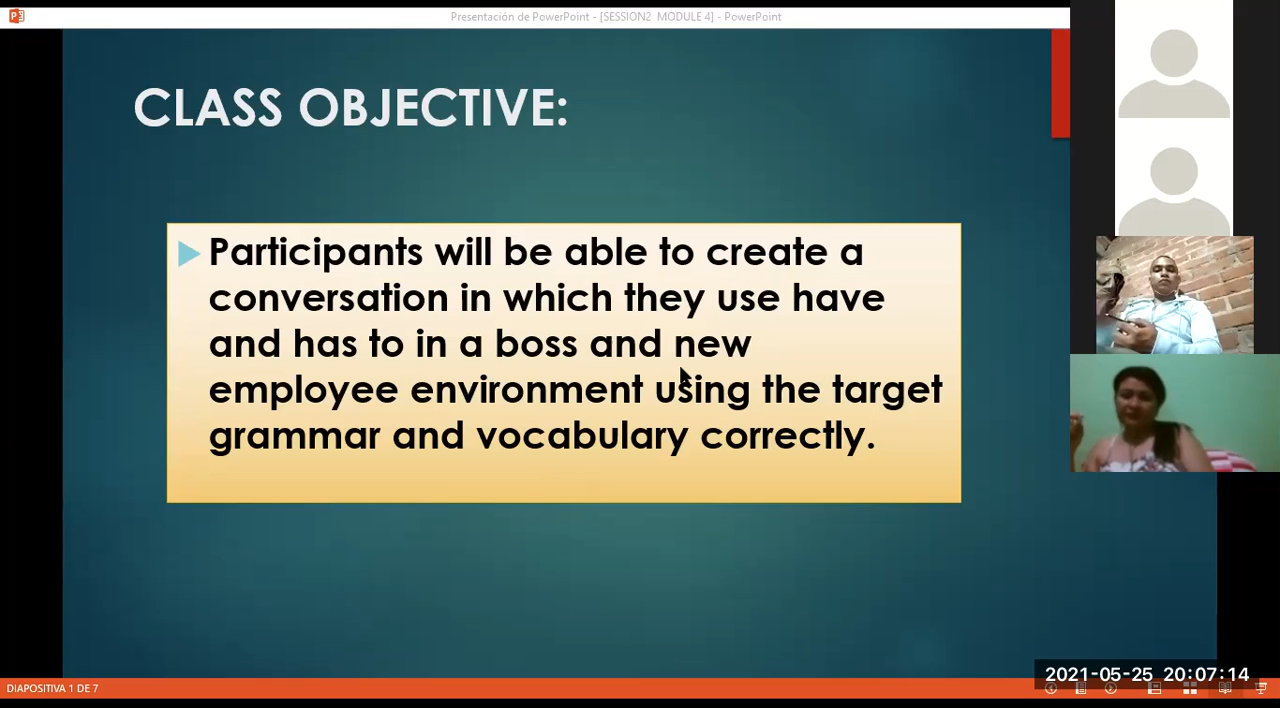 Presentación de PowerPoint - [SESSION2 MODULE 4] - PowerPoint
CLASS OBJECTIVE:
Participants will be able to create a
conversation in which they use have
and has to in a boss and new
employee environment using the target
grammar and vocabulary correctly.
2021-05-25 20:07:14
DIAPOSITIVA 1 DE 7